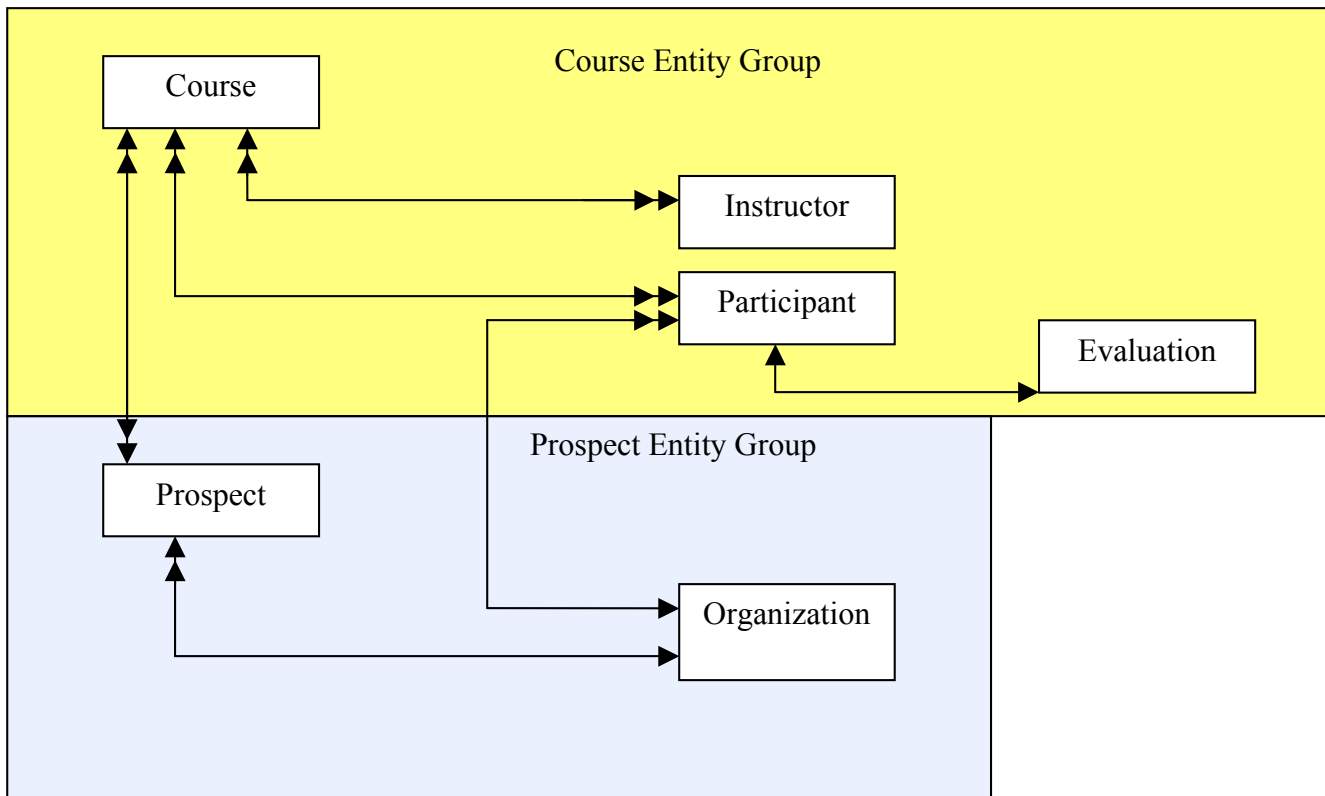 Course Entity Group
Course
Instructor
Participant
Evaluation
Prospect Entity Group
Prospect
Organization